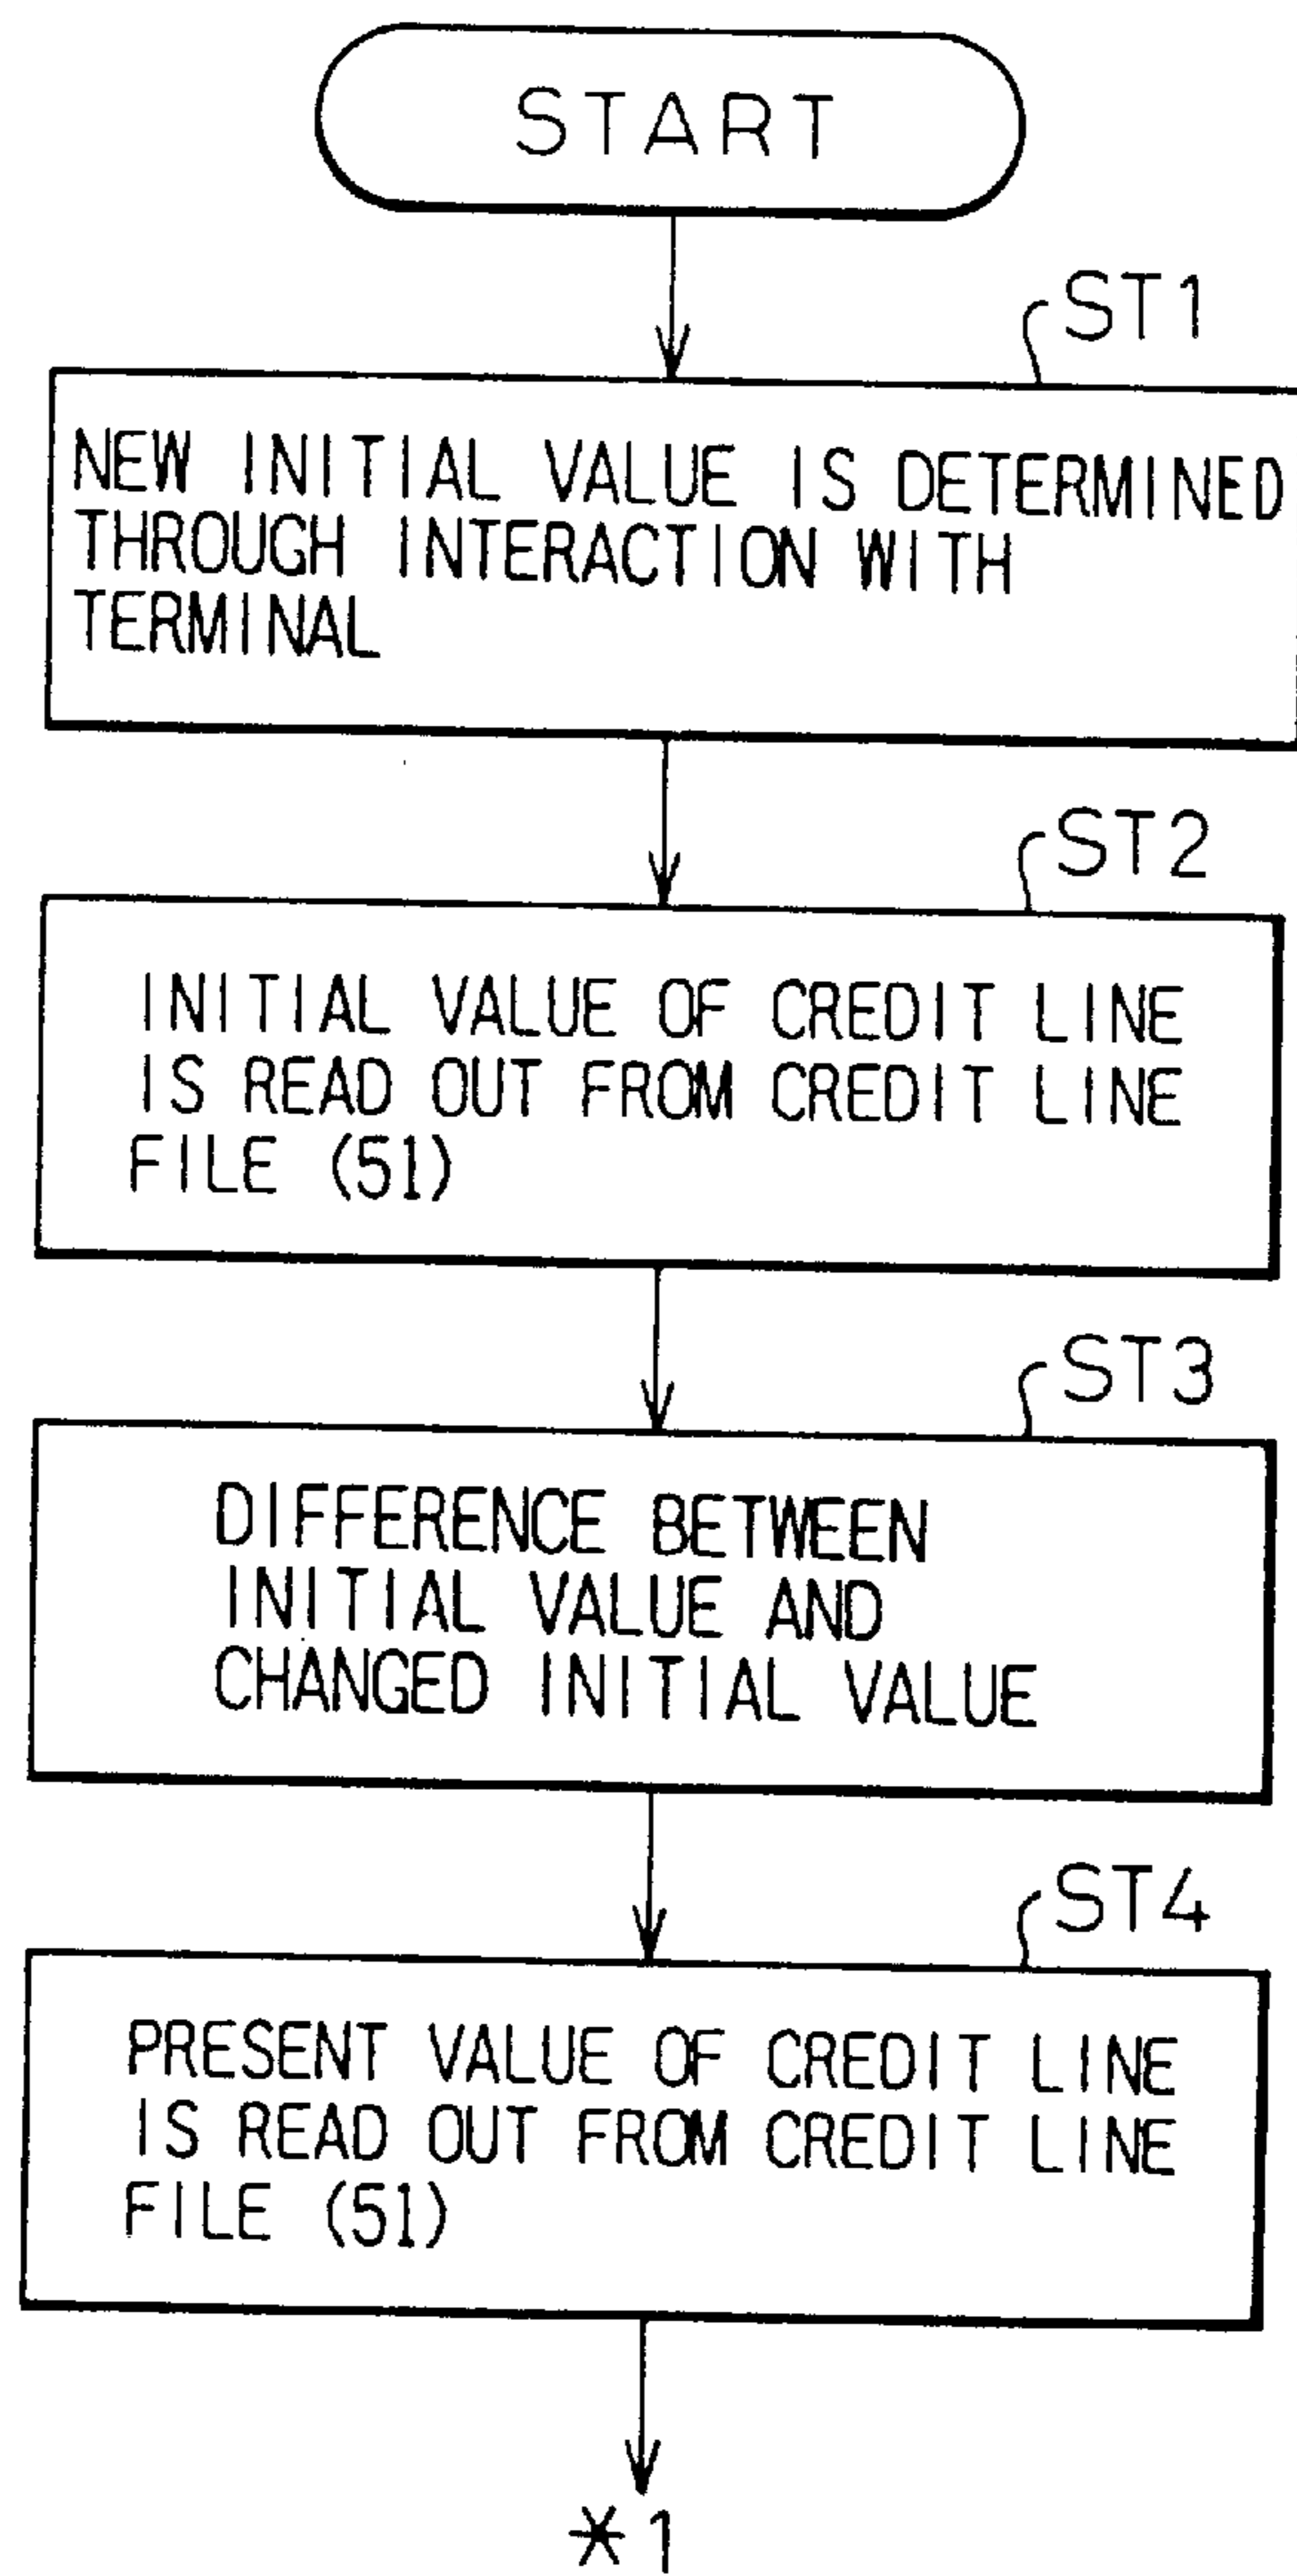 START
ST1
NEW INITIAL VALUE IS DETERMINED
THROUGH INTERACTION WITH
TERMINAL
ST2
INITIAL VALUE OF CREDIT LINE
IS READ OUT FROM CREDIT LINE
FILE (51)
ST3
DIFFERENCE BETWEEN
INITIAL VALUE AND
CHANGED INITIAL VALUE
ST4
PRESENT VALUE OF CREDIT LINE
IS READ OUT FROM CREDIT LINE
FILE (51)
*1